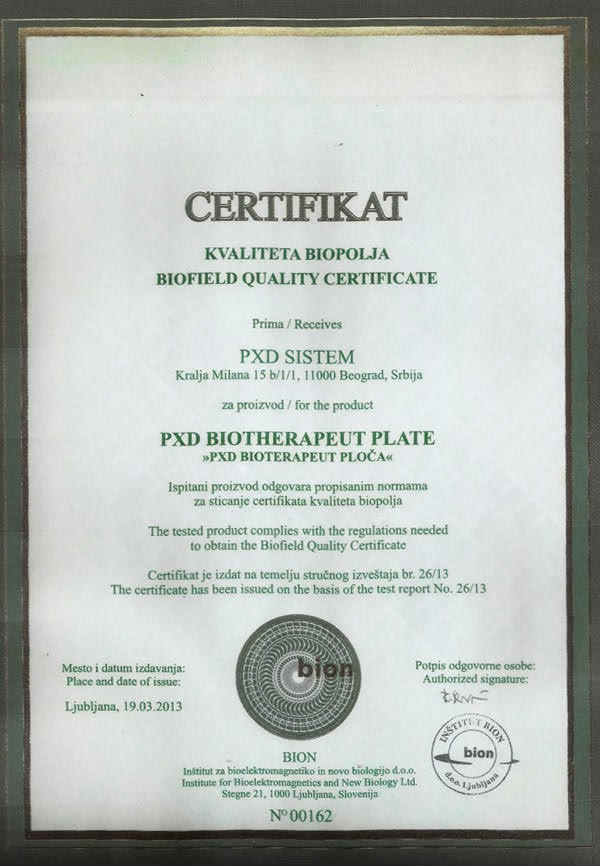 CERTIFIKAT
KVALITETA BIOPOLJA
BIOFIELD QUALITY CERTIFICATE
Prima / Receives
PXD SISTEM
Kralja Milana 15 b/1/1, 11000 Beograd, Srbija
za proizvod / for the product
PXD BIOTHERAPEUT PLATE
»PXD BIOTERAPEUT PLOČA«
Ispitani proizvod odgovara propisanim normama
za sticanje certifikata kvaliteta biopolja
The tested product complies with the regulations needed
to obtain the Biofield Quality Certificate
Certifikat je izdat na temelju stručnog izveštaja br. 26/13
The certificate has been issued on the basis of the test report No. 26/13
Mesto i datum izdavanja:
Place and date of issue:
Ljubljana, 19.03.2013
bion
Potpis odgovorne osobe:
Authorized signature:
INŠTITUT BION
bion
d.o.o. Ljubljana
BION
Inštitut za bioelektromagnetiko in novo biologijo d.o.o.
Institute for Bioelectromagnetics and New Biology Ltd.
Stegne 21, 1000 Ljubljana, Slovenija
Nº 00162